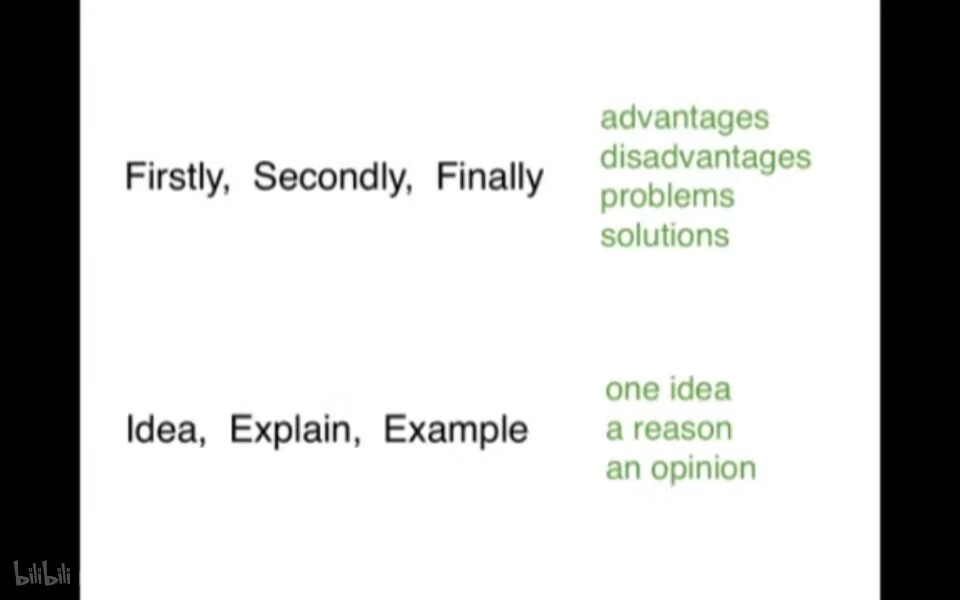 advantages
disadvantages
Firstly, Secondly, Finally
problems
solutions
one idea
Idea, Explain, Example
a reason
an opinion
bilibili